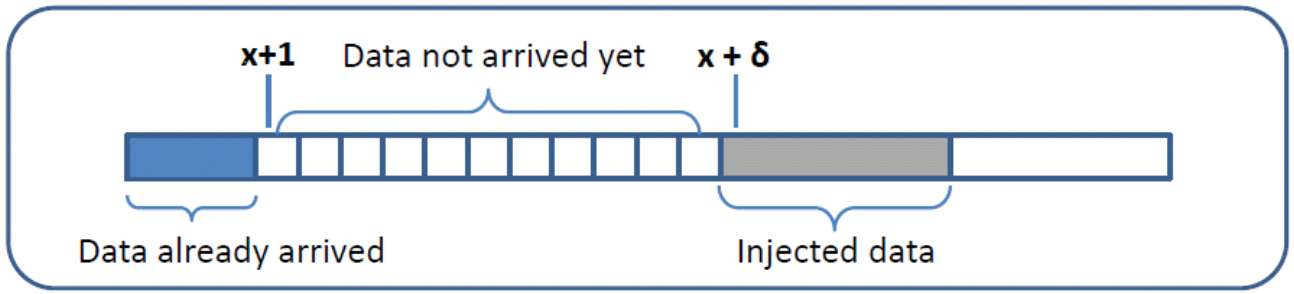 x+1 Data not arrived yet x + δ
Data already arrived Injected data